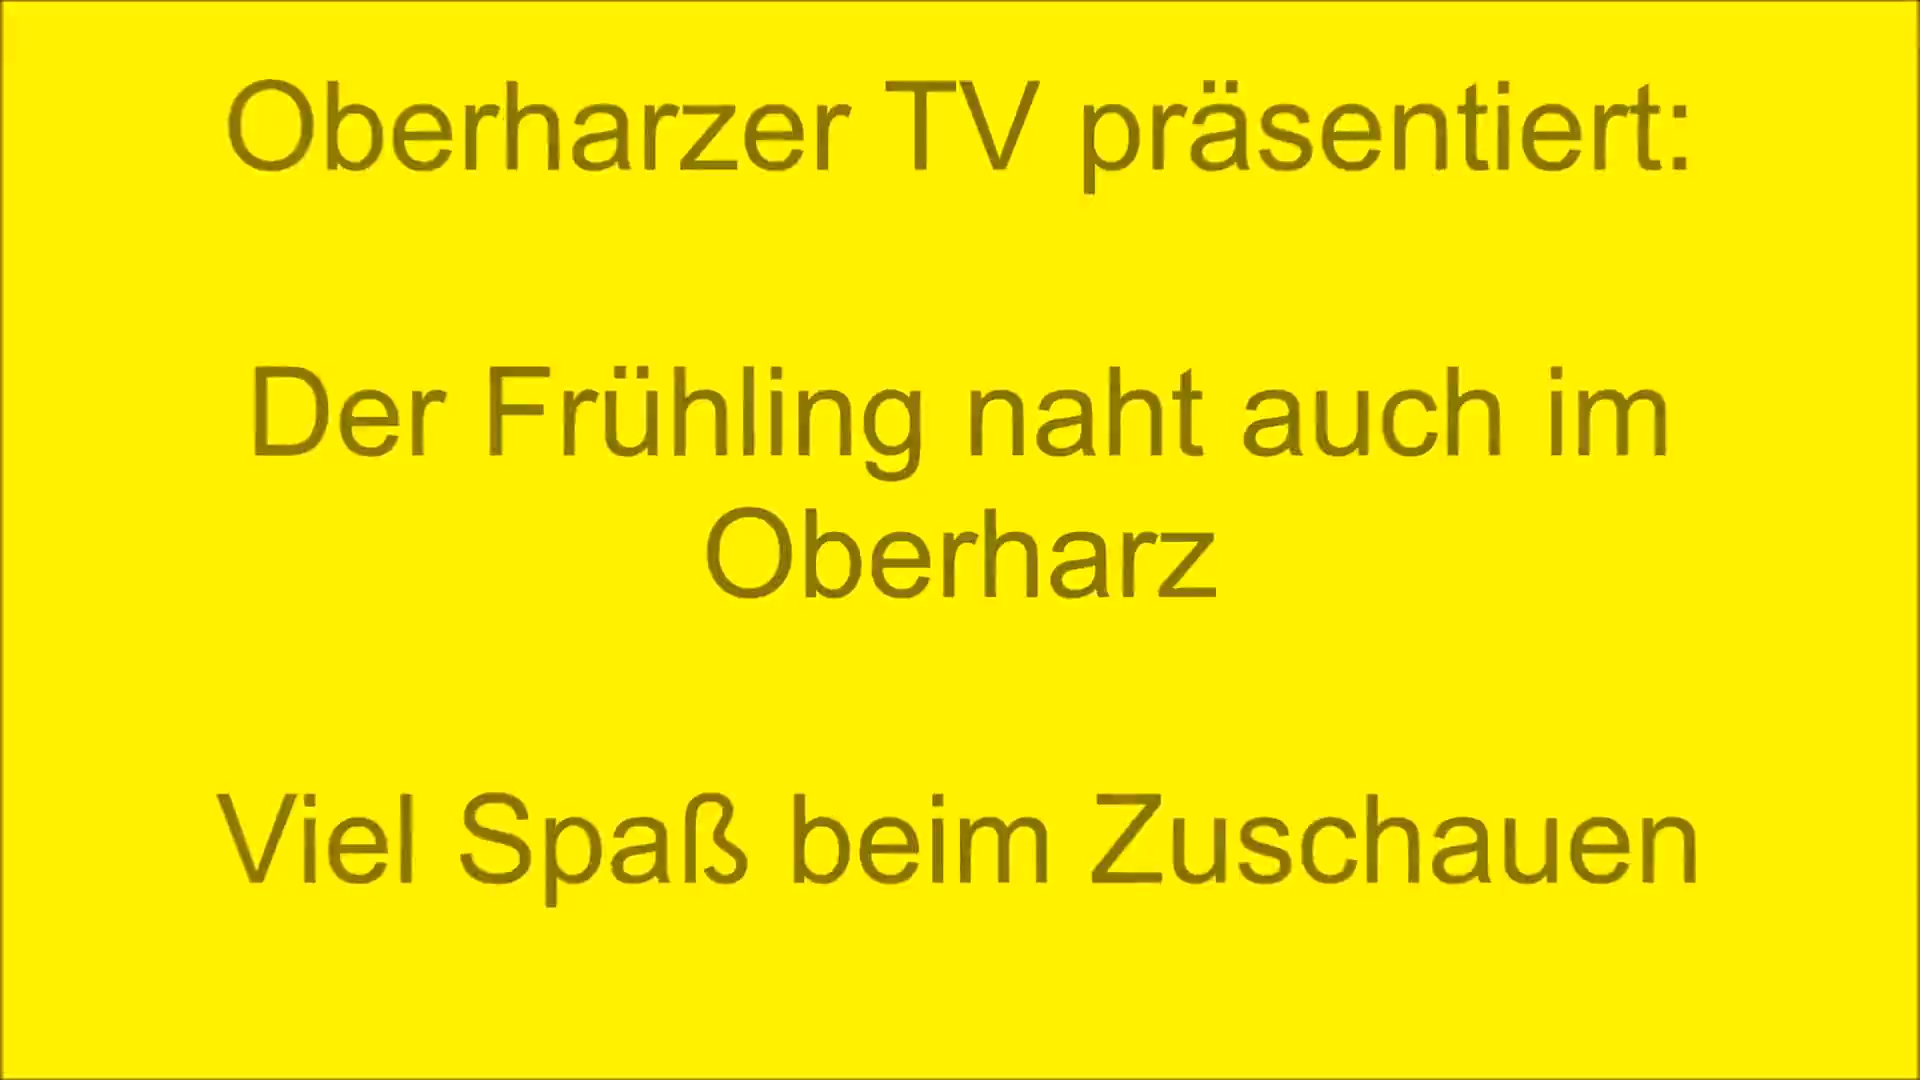 Oberharzer TV präsentiert:
Der Frühling naht auch im
Oberharz
Viel Spaß beim Zuschauen